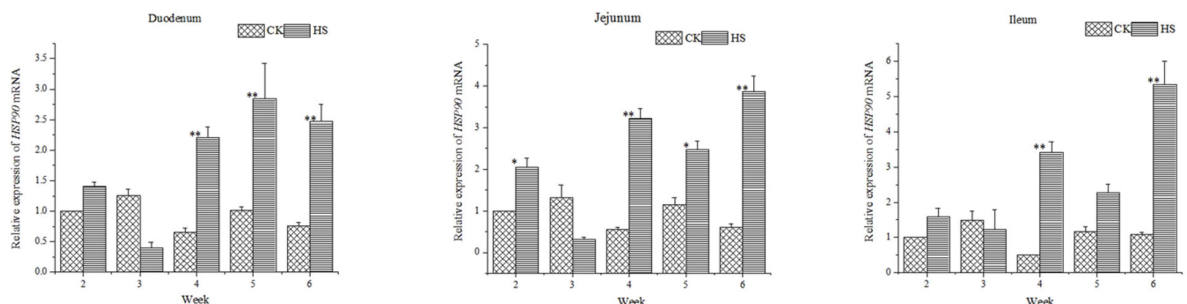 Duodenum
CK HS
Relative expression of HSP90 mRNA
3.5
3.0
2.5
2.0
1.5
1.0
0.5
0.0
** ** **
2 3 4 5 6
Week
Jejunum
CK HS
Relative expression of HSP90 mRNA
5
4
3
2
1
0
* ** * **
2 3 4 5 6
Week
Ileum
CK HS
Relative expression of HSP90 mRNA
6
5
4
3
2
1
0
** **
2 3 4 5 6
Week